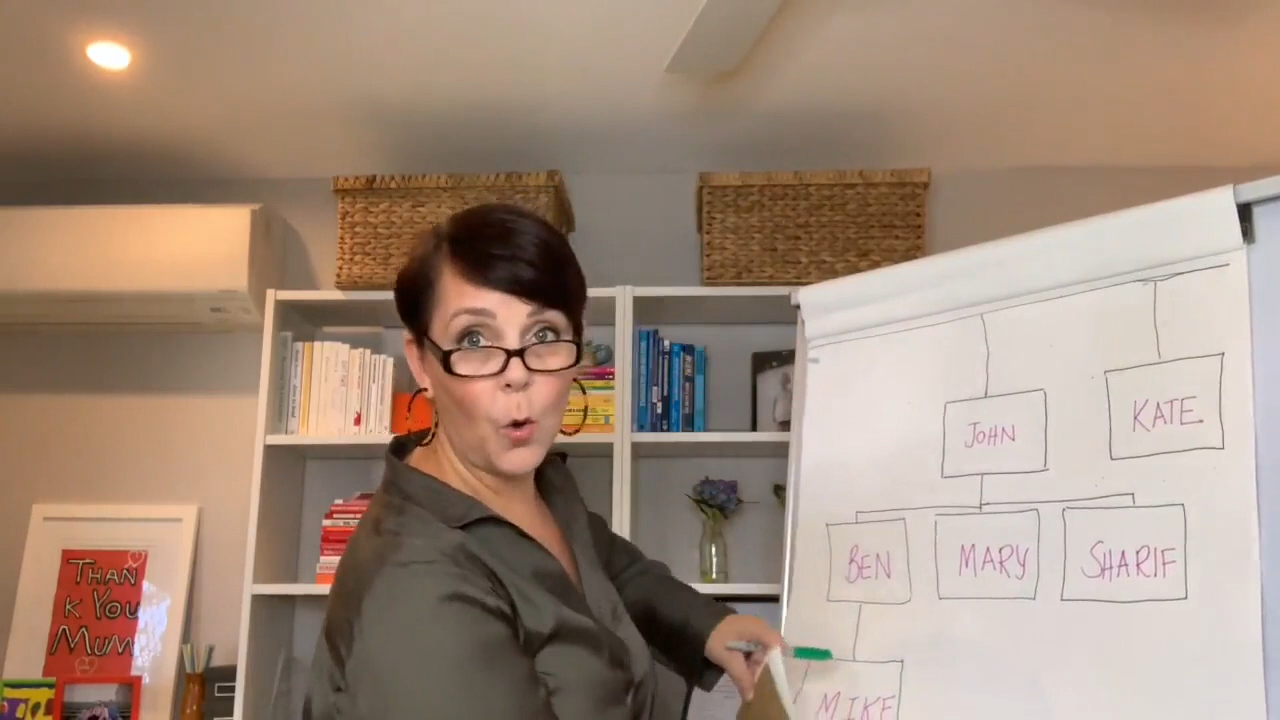 KATE
JOHN
BEN
MARY
SHARIF
MIKE
THAN
K YOU
MUM